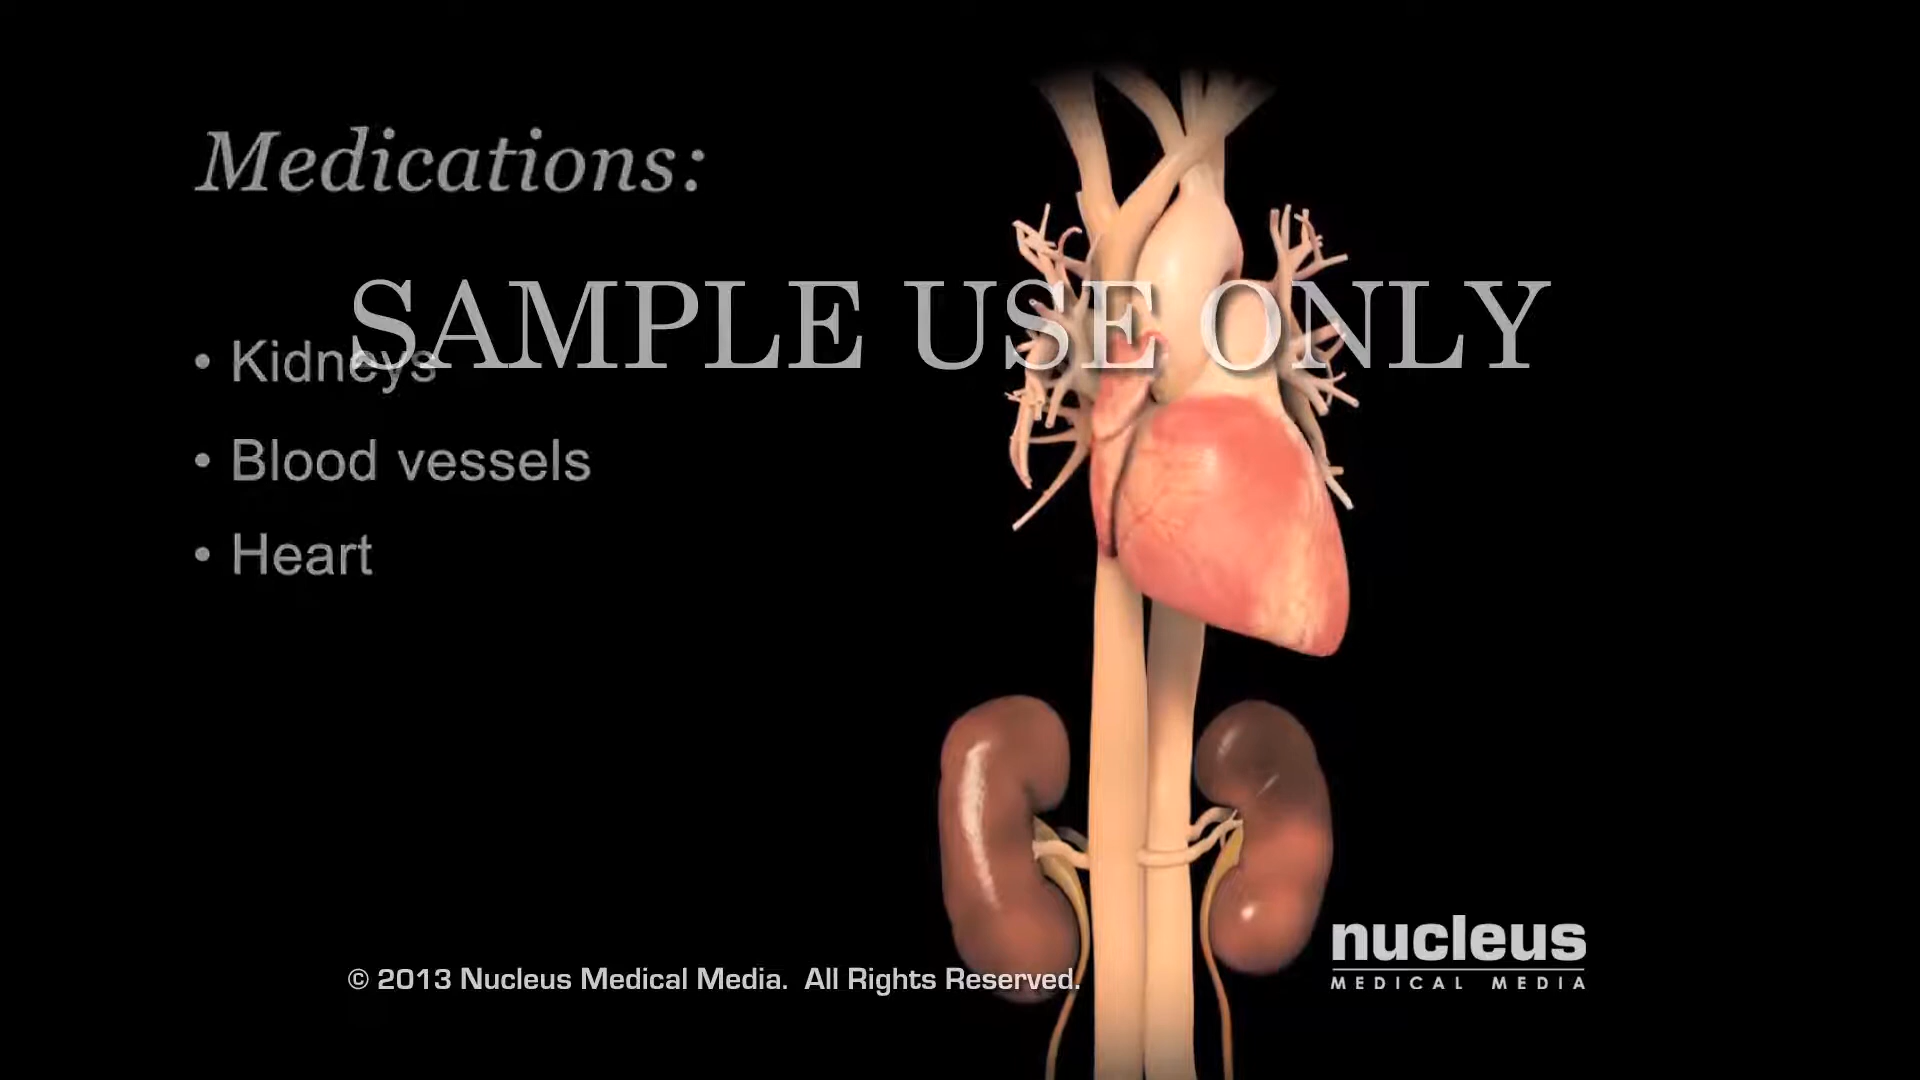 Medications:
SAMPLE USE ONLY
• Kidneys
• Blood vessels
• Heart
nucleus
MEDICAL MEDIA
© 2013 Nucleus Medical Media. All Rights Reserved.